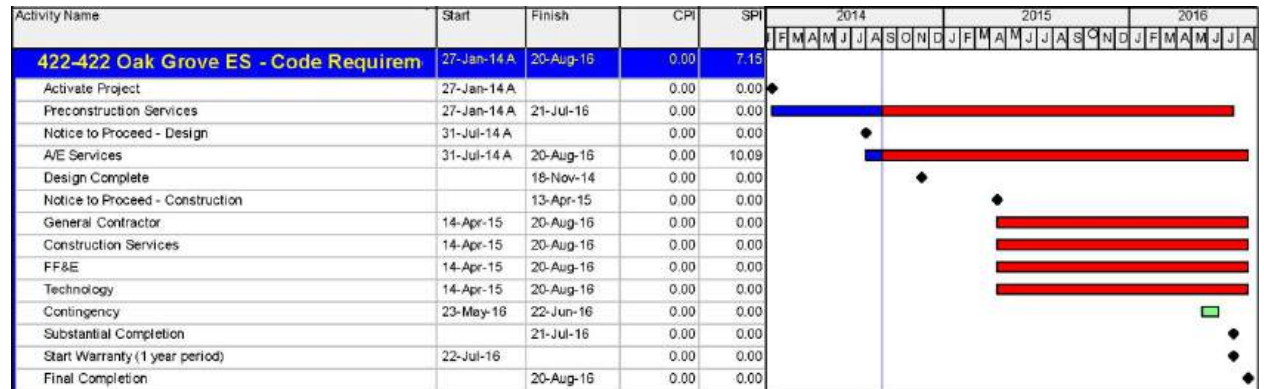 Activity Name Start Finish CPI SPI 2014 2015 2016
F M A M J J A S O N D J F M A M J J A S O N D J F M A M J J A
422-422 Oak Grove ES - Code Requirem 27-Jan-14 A 20-Aug-16 0.00 7.15
Activate Project 27-Jan-14 A 0.00 0.00
Preconstruction Services 27-Jan-14 A 21-Jul-16 0.00 0.00
Notice to Proceed - Design 31-Jul-14 A 0.00 0.00
A/E Services 31-Jul-14 A 20-Aug-16 0.00 10.09
Design Complete 18-Nov-14 0.00 0.00
Notice to Proceed - Construction 13-Apr-15 0.00 0.00
General Contractor 14-Apr-15 20-Aug-16 0.00 0.00
Construction Services 14-Apr-15 20-Aug-16 0.00 0.00
FF&E 14-Apr-15 20-Aug-16 0.00 0.00
Technology 14-Apr-15 20-Aug-16 0.00 0.00
Contingency 23-May-16 22-Jun-16 0.00 0.00
Substantial Completion 21-Jul-16 0.00 0.00
Start Warranty (1 year period) 22-Jul-16 0.00 0.00
Final Completion 20-Aug-16 0.00 0.00